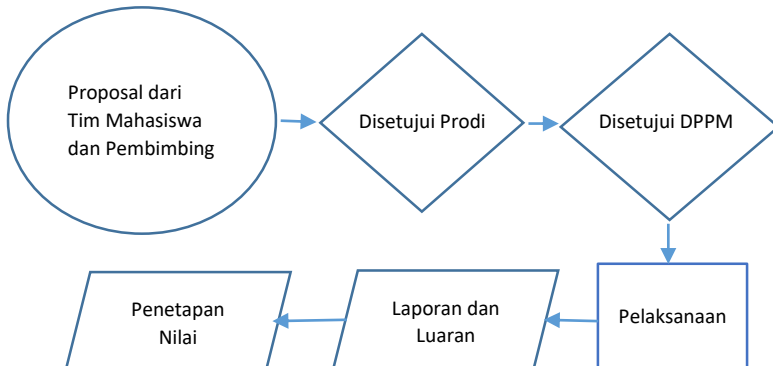 Proposal dari
Tim Mahasiswa
dan Pembimbing
Disetujui Prodi
Disetujui DPPM
Pelaksanaan
Laporan dan
Luaran
Penetapan
Nilai